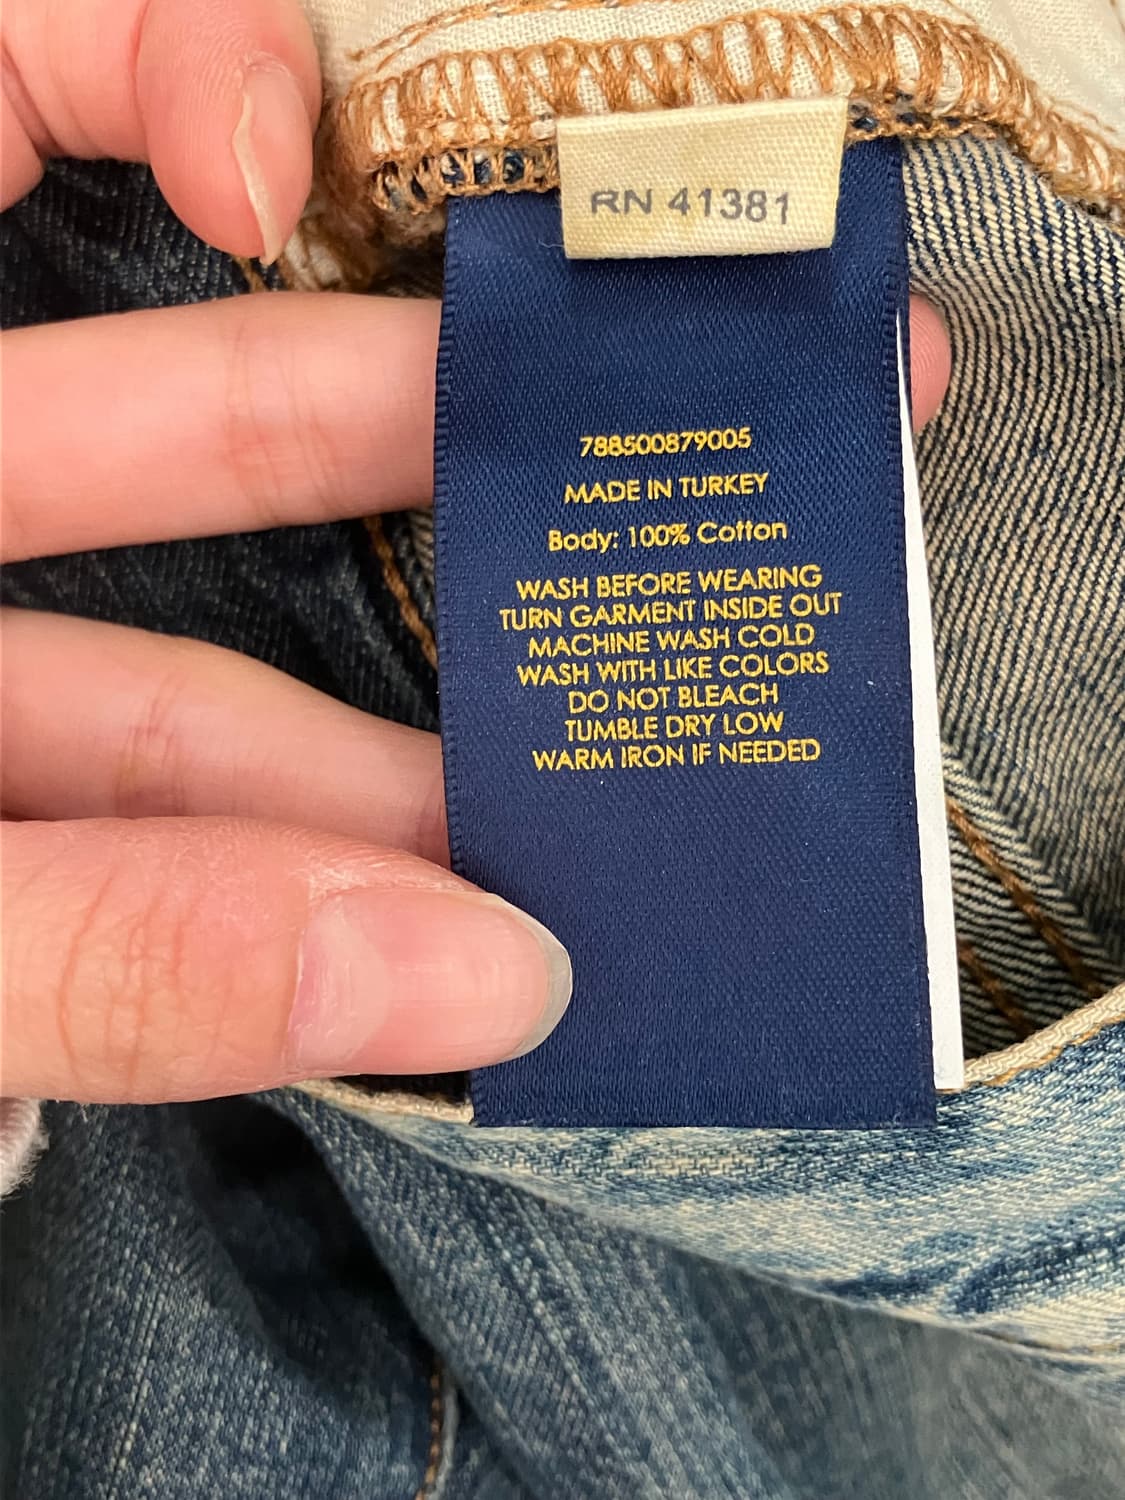 RN 41381
788500879005
MADE IN TURKEY
Body: 100% Cotton
WASH BEFORE WEARING
TURN GARMENT INSIDE OUT
MACHINE WASH COLD
WASH WITH LIKE COLORS
DO NOT BLEACH
TUMBLE DRY LOW
WARM IRON IF NEEDED